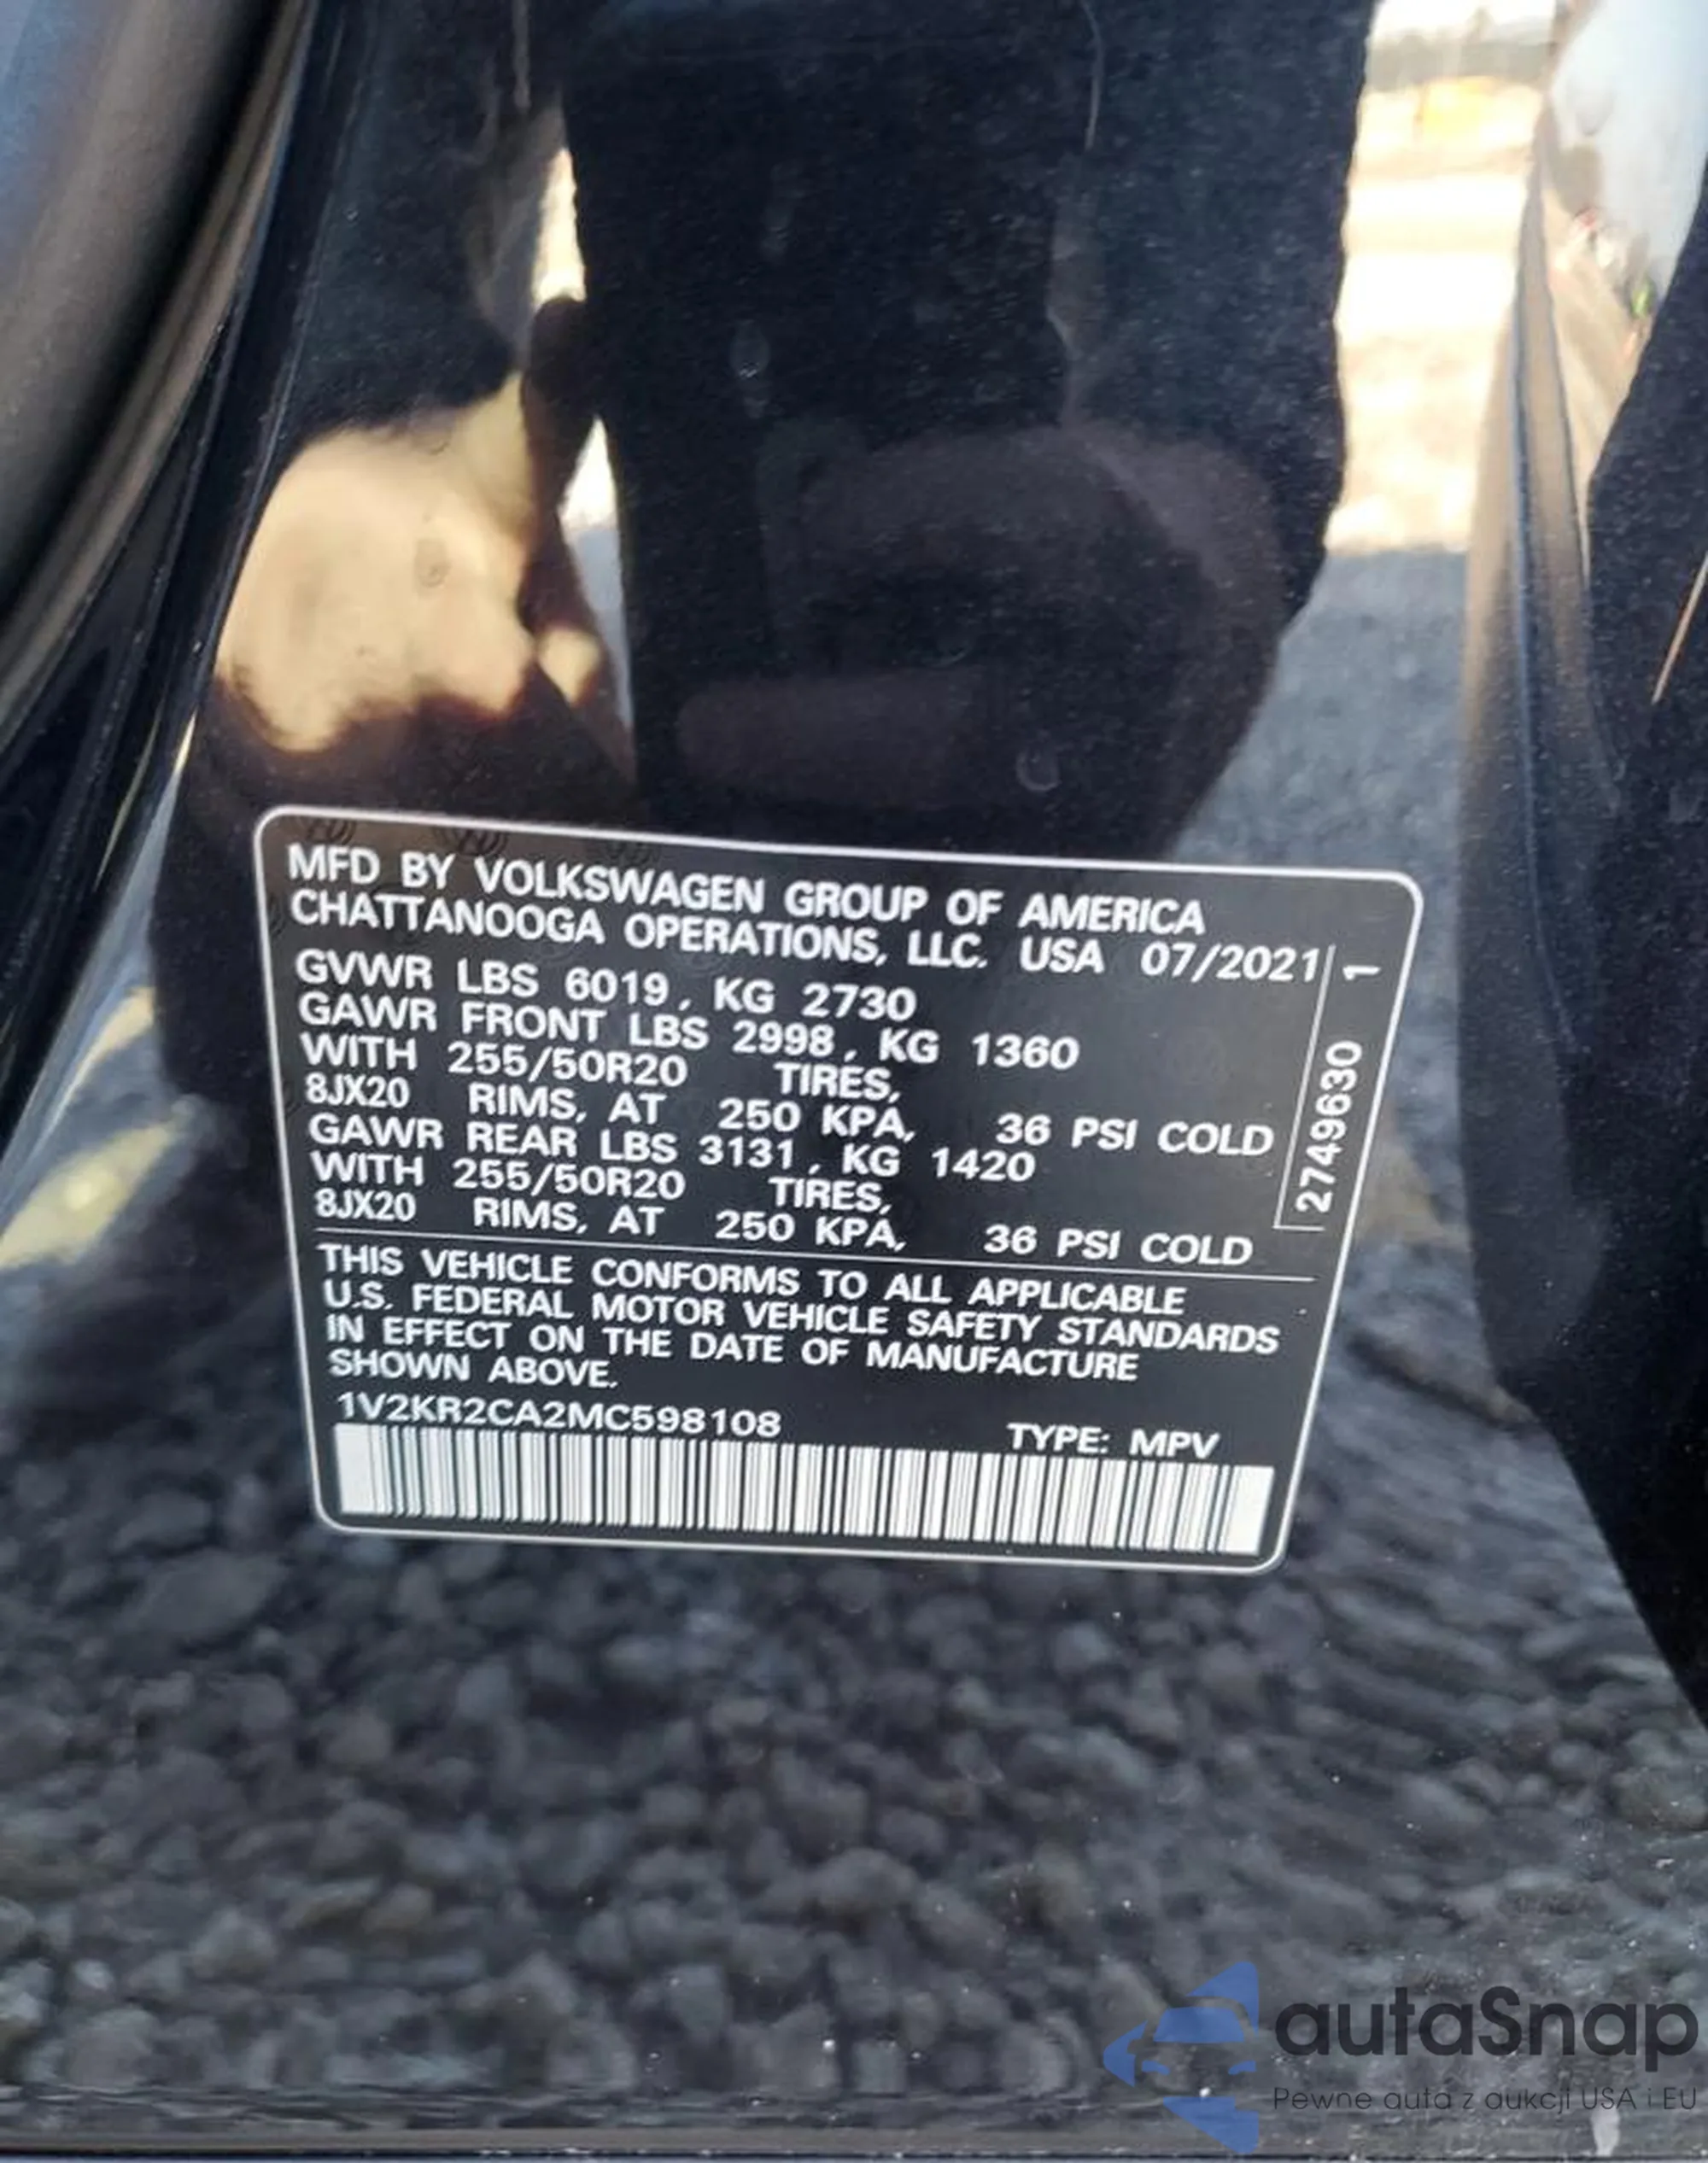 MFD BY VOLKSWAGEN GROUP OF AMERICA
CHATTANOOGA OPERATIONS, LLC. USA 07/2021
GVWR LBS 6019, KG 2730
GAWR FRONT LBS 2998, KG 1360
WITH 255/50R20 TIRES,
8JX20 RIMS, AT 250 KPA, 36 PSI COLD
GAWR REAR LBS 3131, KG 1420
WITH 255/50R20 TIRES,
8JX20 RIMS, AT 250 KPA, 36 PSI COLD
2749630 1
THIS VEHICLE CONFORMS TO ALL APPLICABLE
U.S. FEDERAL MOTOR VEHICLE SAFETY STANDARDS
IN EFFECT ON THE DATE OF MANUFACTURE
SHOWN ABOVE.
1V2KR2CA2MC598108 TYPE: MPV
autaSnap
Pewne auta z aukcji USA i EU